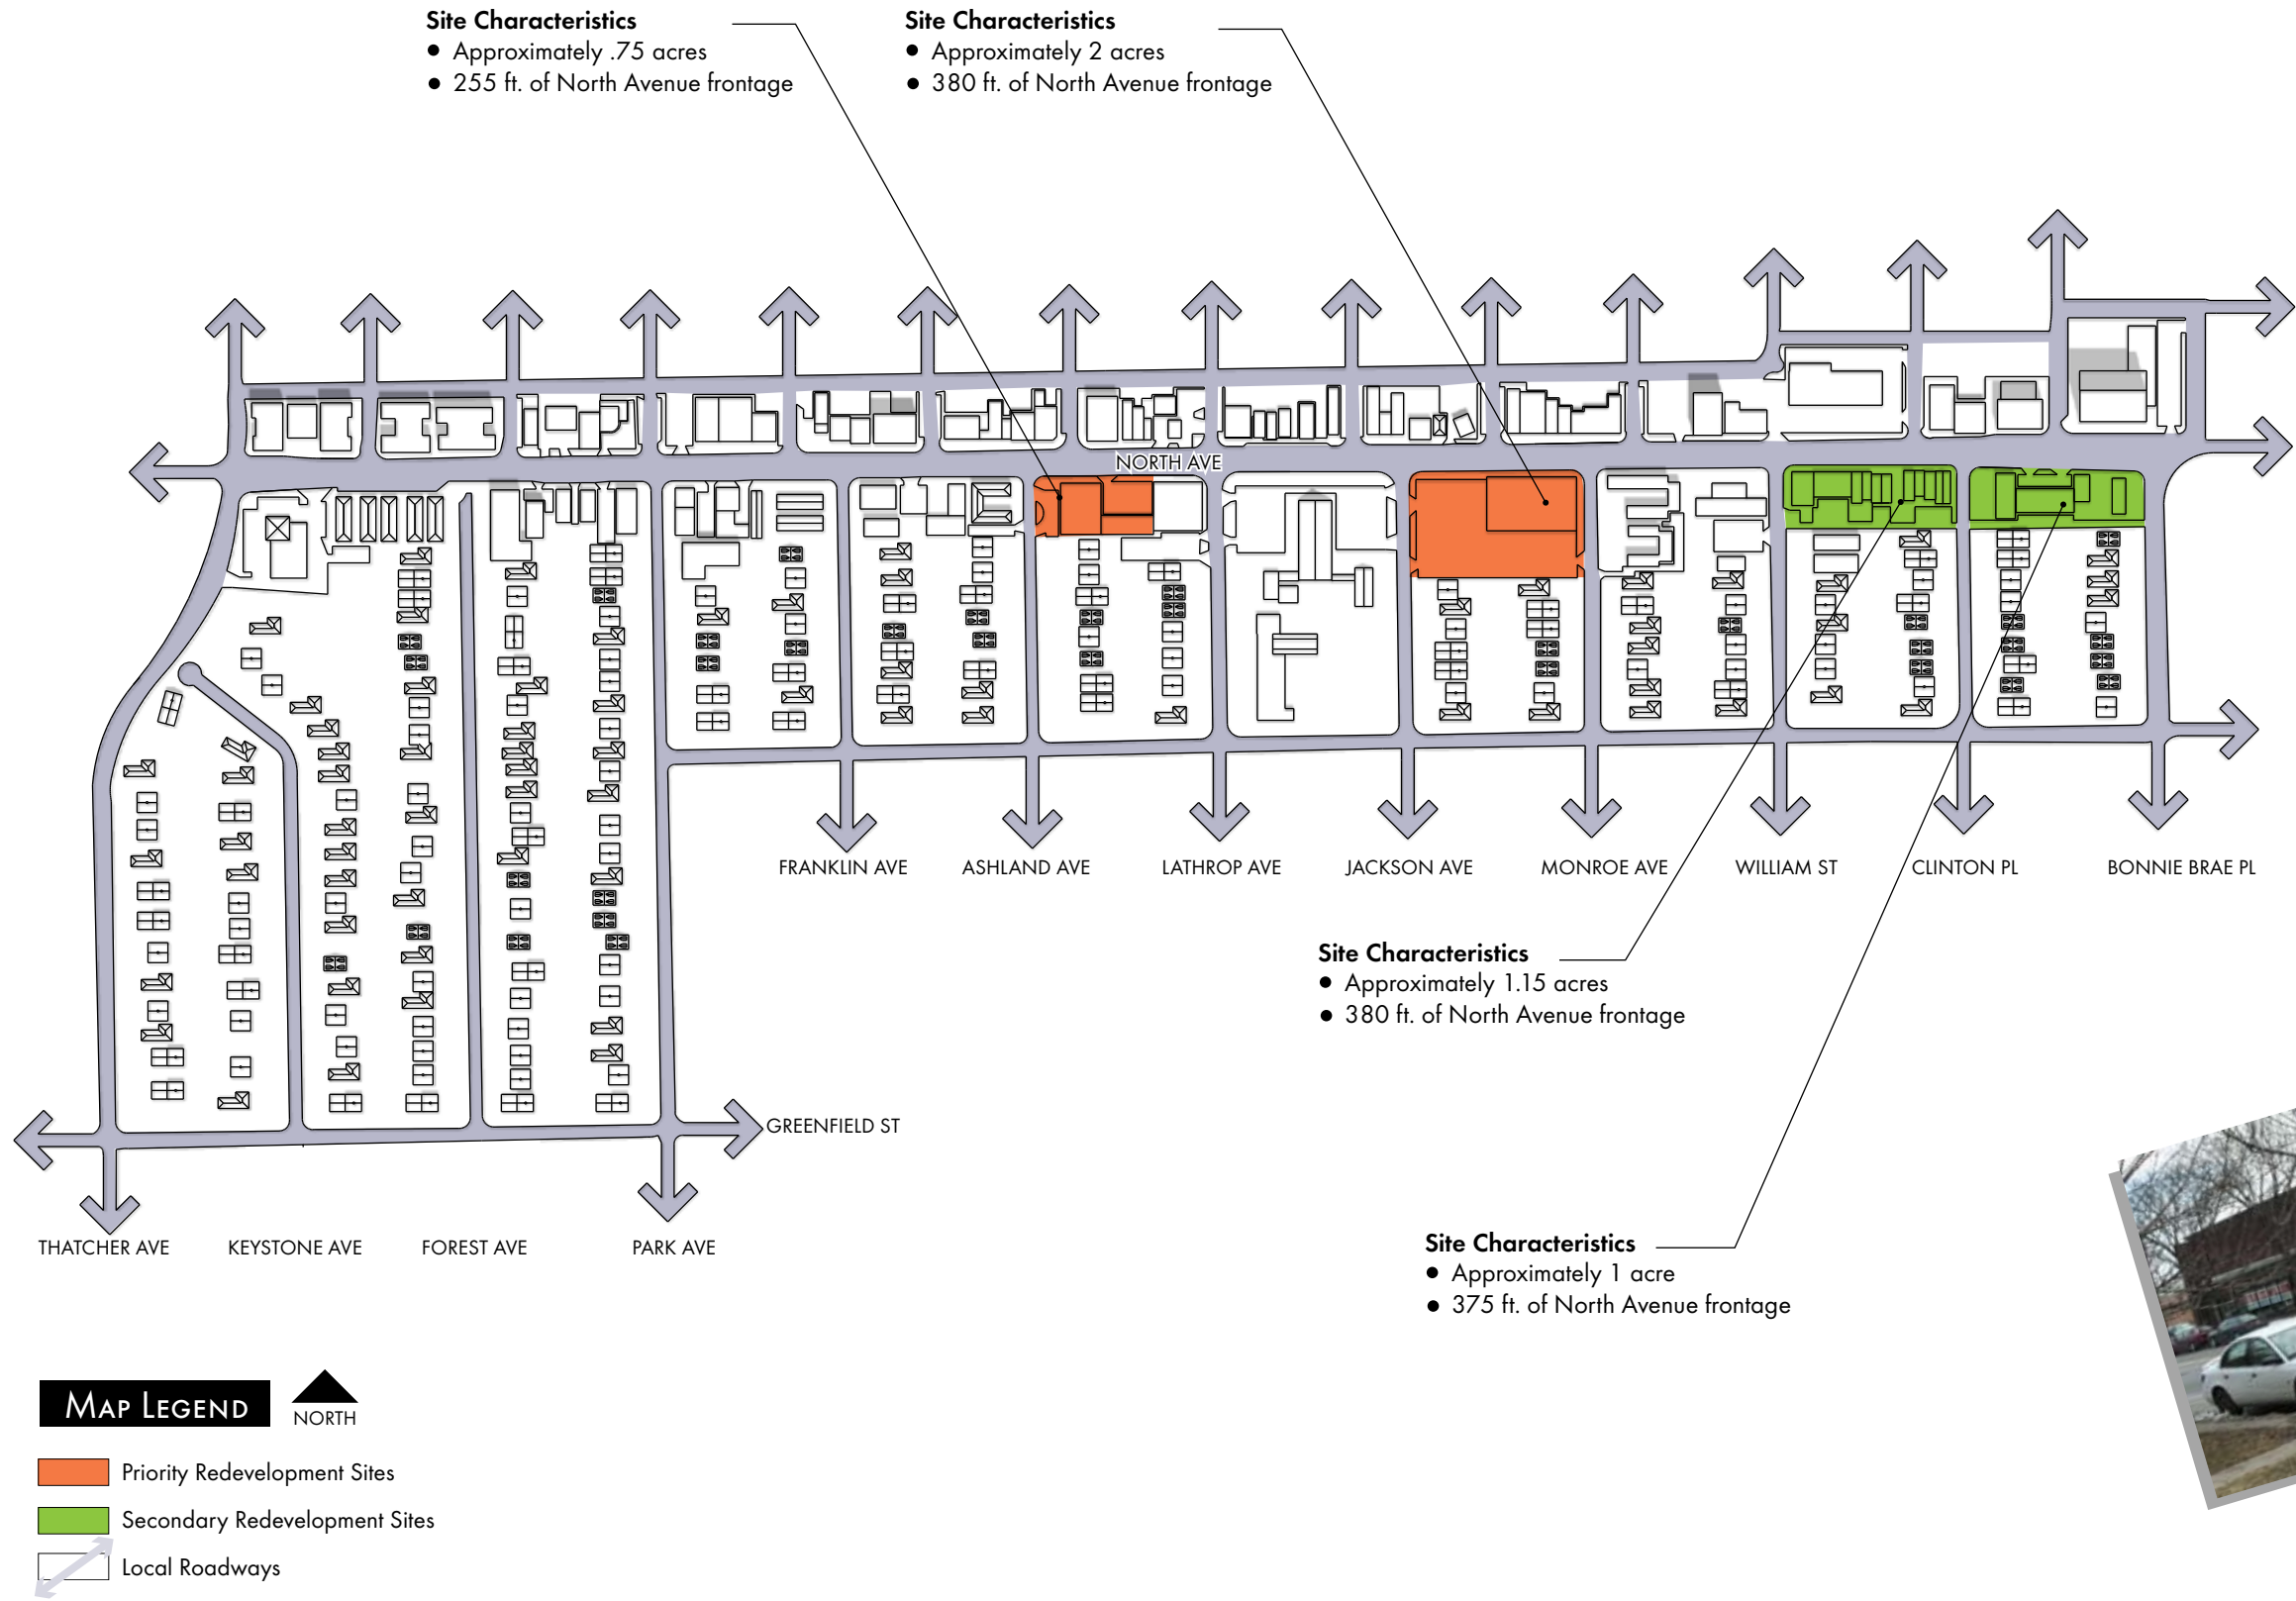 Site Characteristics
• Approximately .75 acres
• 255 ft. of North Avenue frontage
Site Characteristics
• Approximately 2 acres
• 380 ft. of North Avenue frontage
NORTH AVE
FRANKLIN AVE
ASHLAND AVE
LATHROP AVE
JACKSON AVE
MONROE AVE
WILLIAM ST
CLINTON PL
BONNIE BRAE PL
Site Characteristics
• Approximately 1.15 acres
• 380 ft. of North Avenue frontage
GREENFIELD ST
THATCHER AVE
KEYSTONE AVE
FOREST AVE
PARK AVE
Site Characteristics
• Approximately 1 acre
• 375 ft. of North Avenue frontage
MAP LEGEND
NORTH
Priority Redevelopment Sites
Secondary Redevelopment Sites
Local Roadways